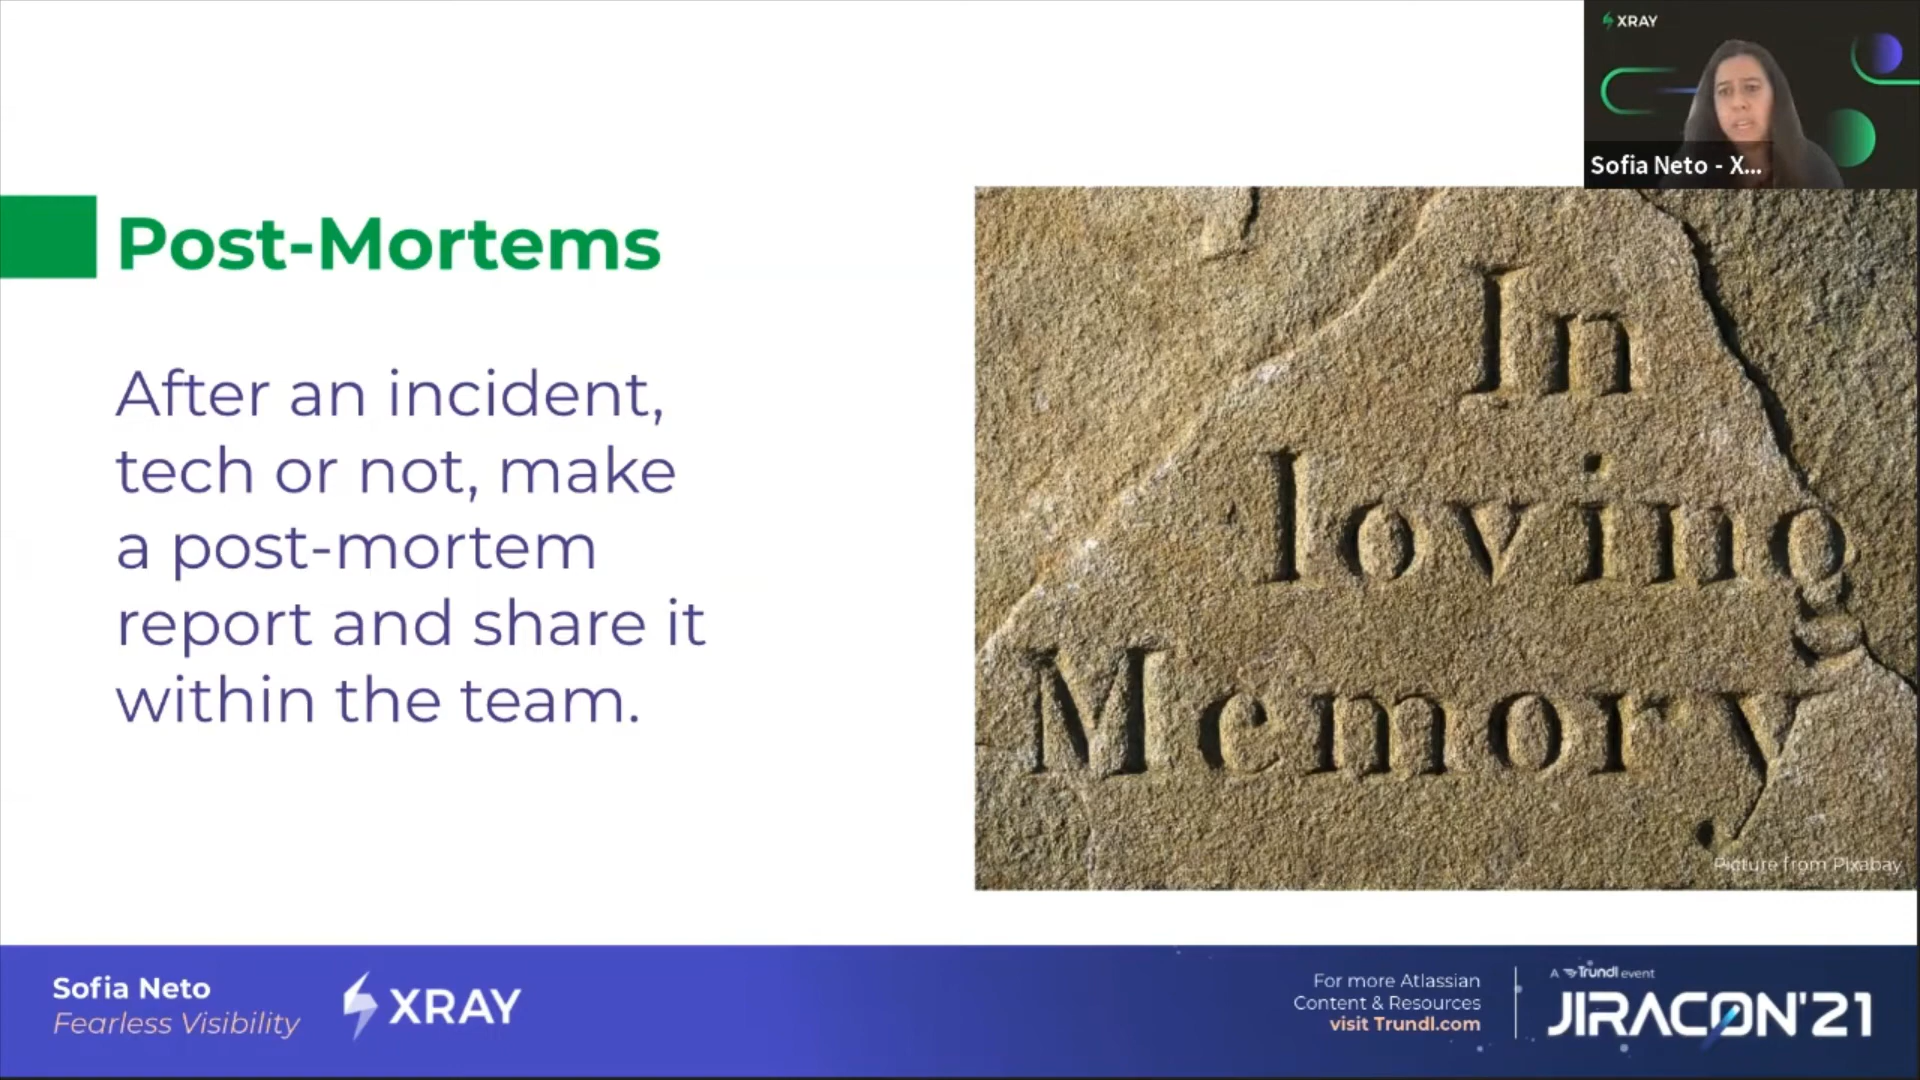 XRAY
Sofia Neto - X...
Post-Mortems
After an incident,
tech or not, make
a post-mortem
report and share it
within the team.
In
loving
Memory
Picture from Pixabay
Sofia Neto
Fearless Visibility
XRAY
For more Atlassian
Content & Resources
visit Trundl.com
A Trundl event
JIRACON'21